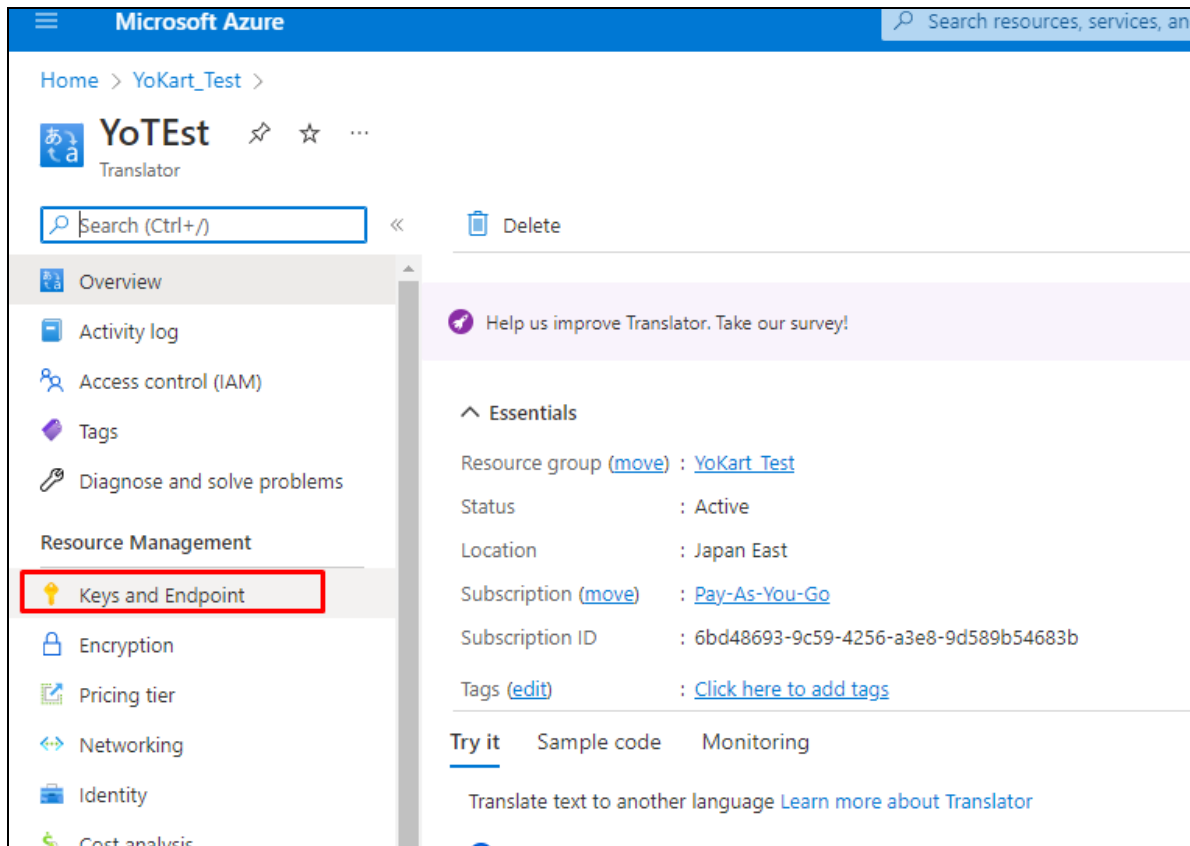 Microsoft Azure
Search resources, services, an
Home > YoKart_Test >
YoTEst
Translator
Search (Ctrl+/)
«
Delete
Overview
Activity log
Access control (IAM)
Tags
Diagnose and solve problems
Resource Management
Keys and Endpoint
Encryption
Pricing tier
Networking
Identity
Cost analysis
Help us improve Translator. Take our survey!
Essentials
Resource group (move) : YoKart_Test
Status : Active
Location : Japan East
Subscription (move) : Pay-As-You-Go
Subscription ID : 6bd48693-9c59-4256-a3e8-9d589b54683b
Tags (edit) : Click here to add tags
Try it Sample code Monitoring
Translate text to another language Learn more about Translator